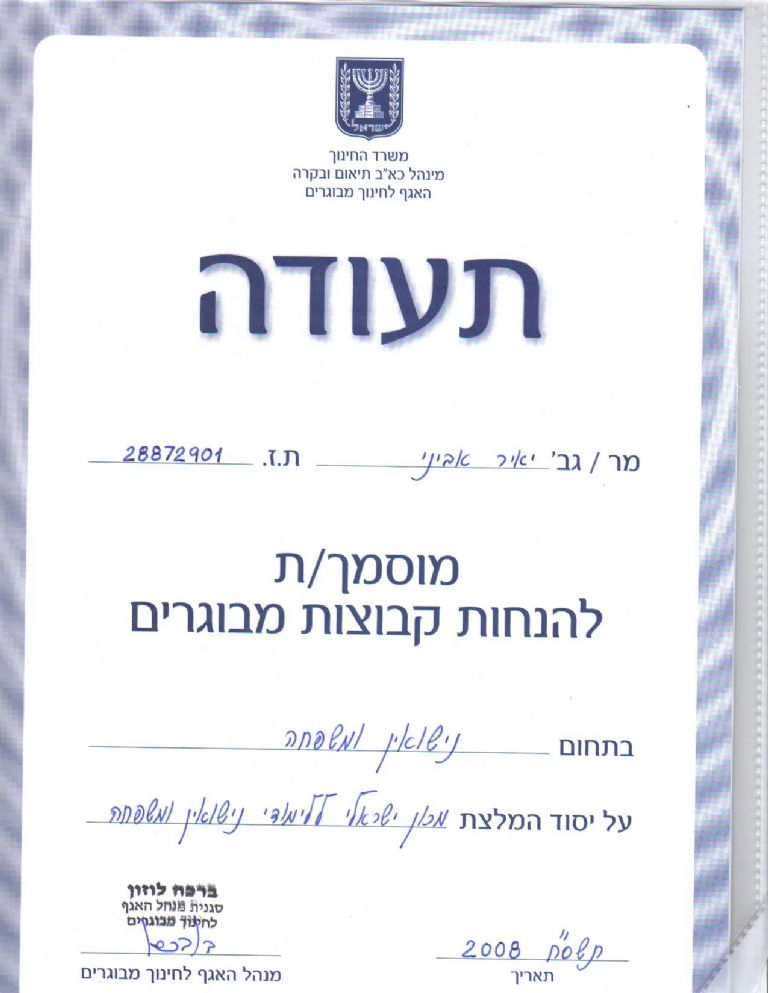 ישראל
משרד החינוך
מינהל כא"ב תיאום ובקרה
האגף לחינוך מבוגרים
תעודה
מר / גב' יאיר אביני ת.ז. 28872901
מוסמך/ת
להנחות קבוצות מבוגרים
בתחום נישואין ומשפחה
על יסוד המלצת מכון ישראלי ללימודי נישואין ומשפחה
ברכה לוזון
סגנית מנהל האגף
לחינוך מבוגרים
תשס"ח 2008
תאריך
מנהל האגף לחינוך מבוגרים